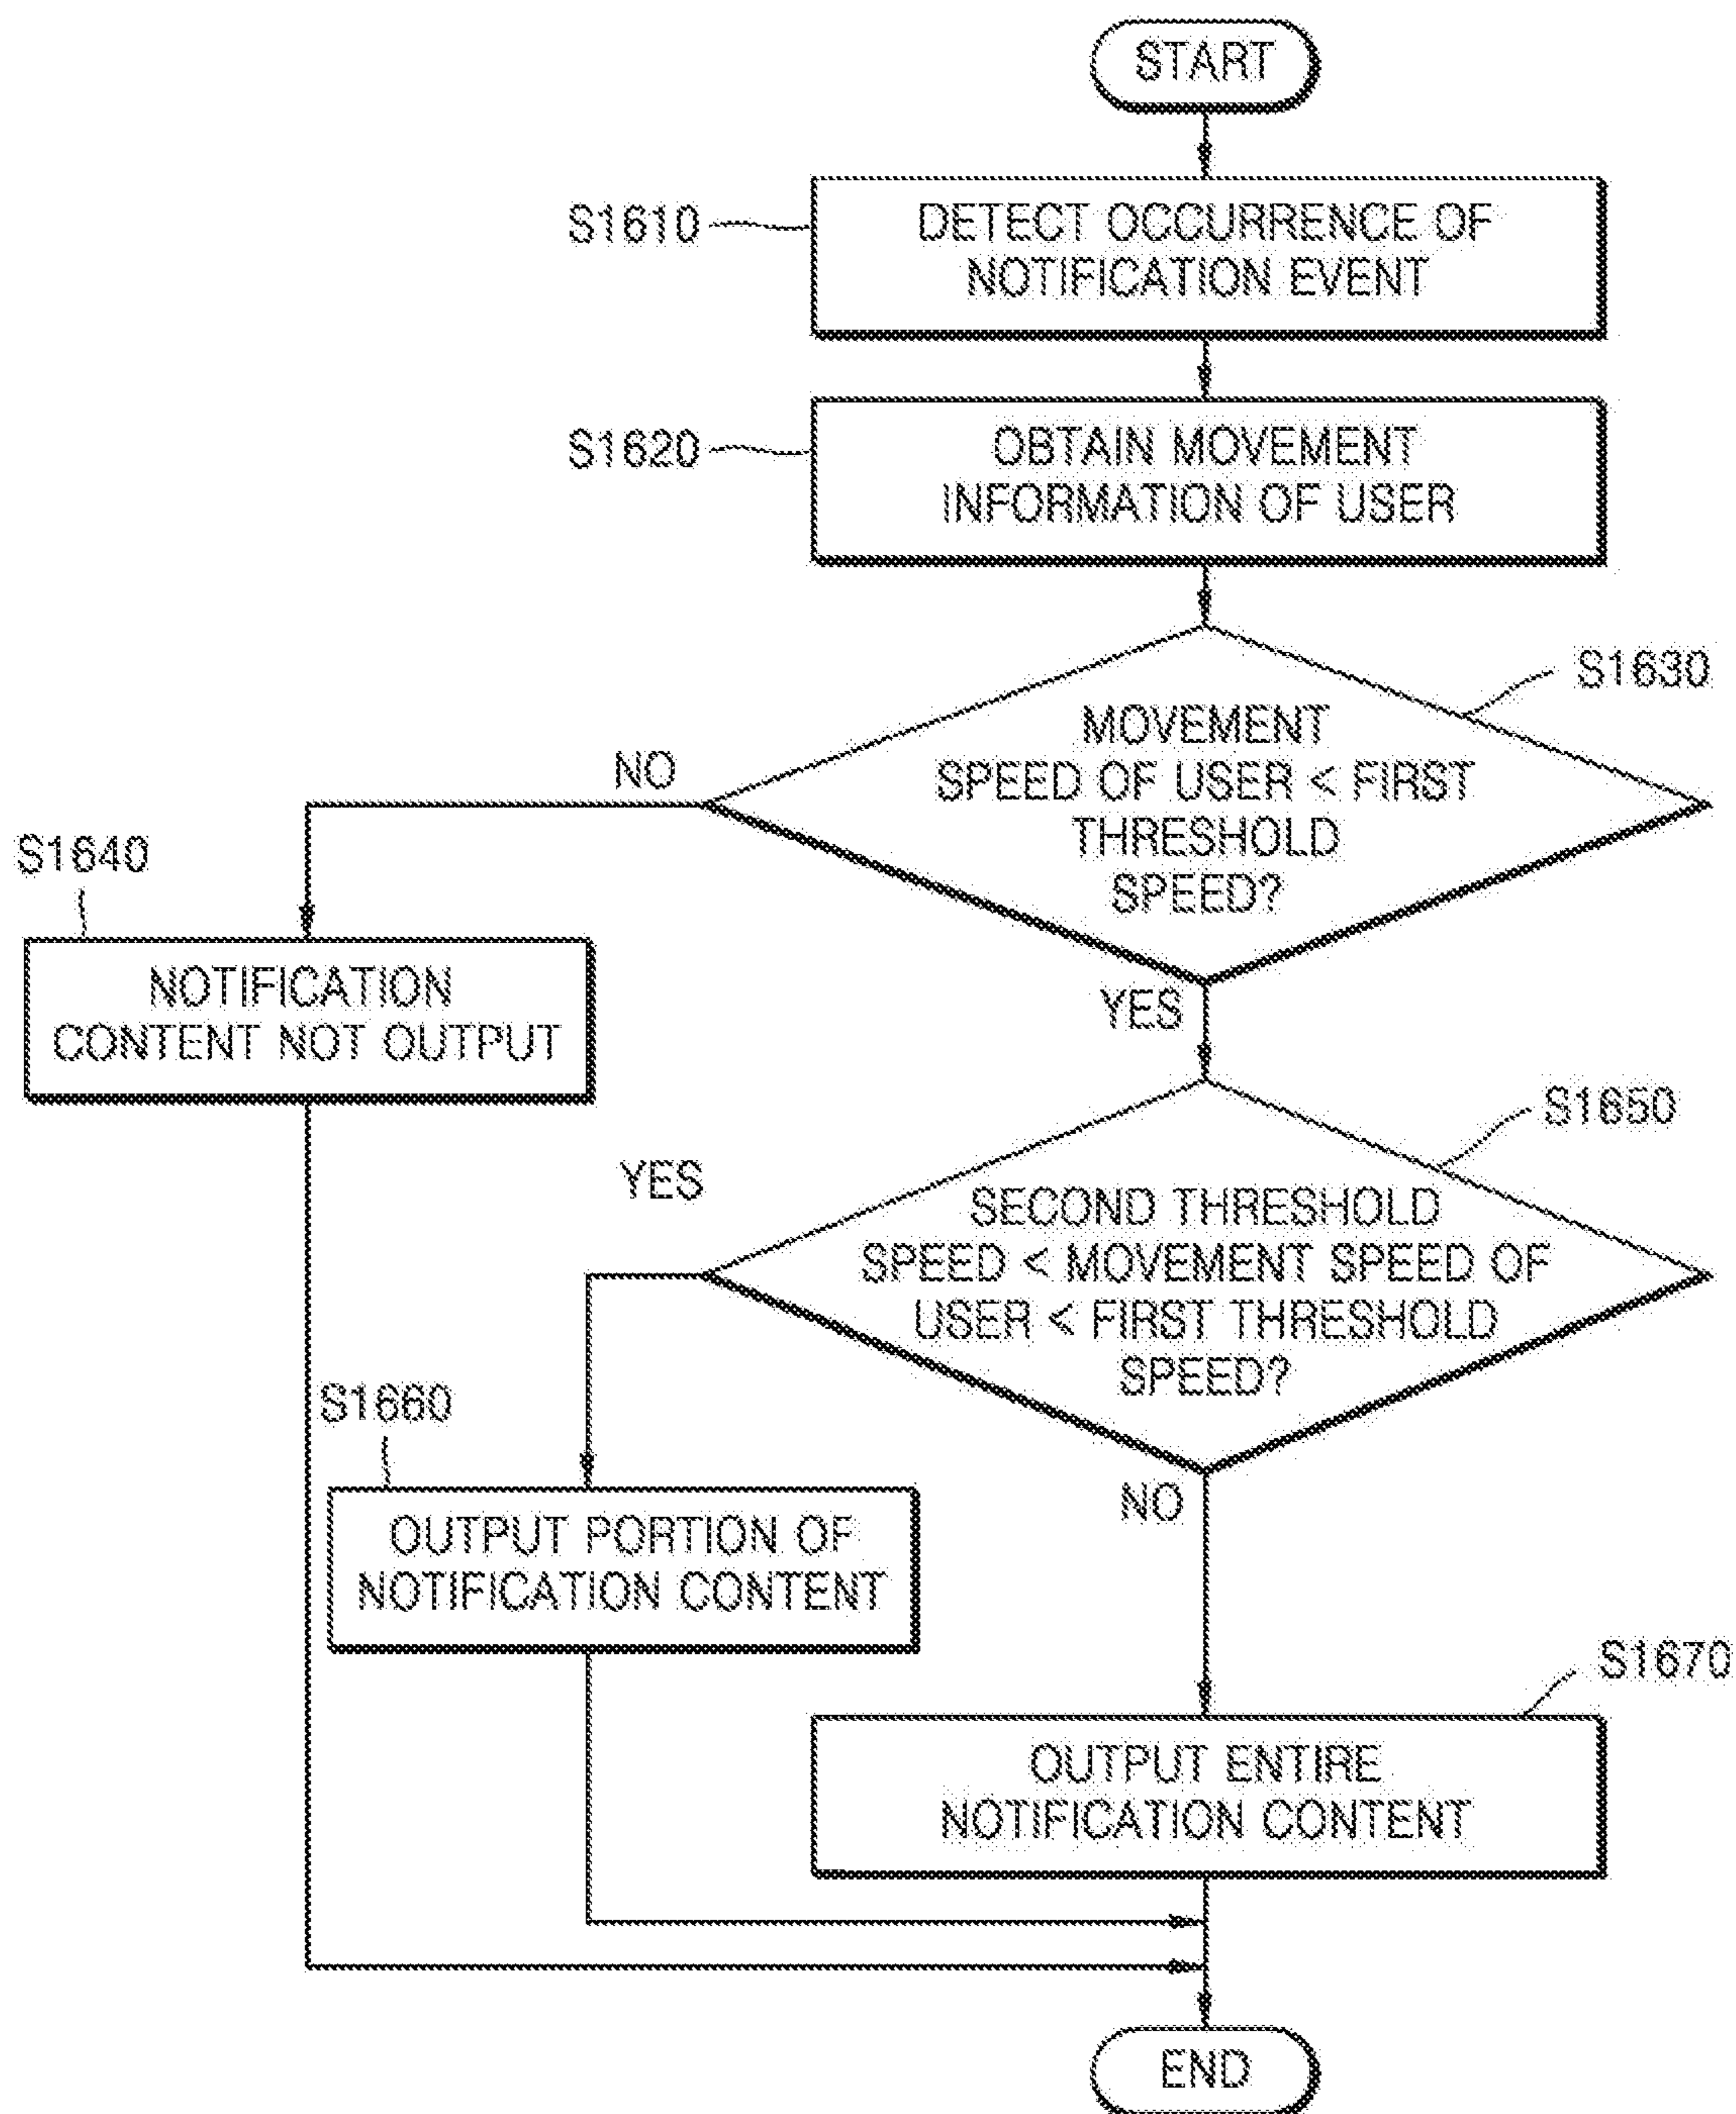 START
S1610
DETECT OCCURRENCE OF
NOTIFICATION EVENT
S1620
OBTAIN MOVEMENT
INFORMATION OF USER
S1630
MOVEMENT
SPEED OF USER < FIRST
THRESHOLD
SPEED?
NO
YES
S1640
NOTIFICATION
CONTENT NOT OUTPUT
S1650
SECOND THRESHOLD
SPEED < MOVEMENT SPEED OF
USER < FIRST THRESHOLD
SPEED?
YES
NO
S1660
OUTPUT PORTION OF
NOTIFICATION CONTENT
S1670
OUTPUT ENTIRE
NOTIFICATION CONTENT
END